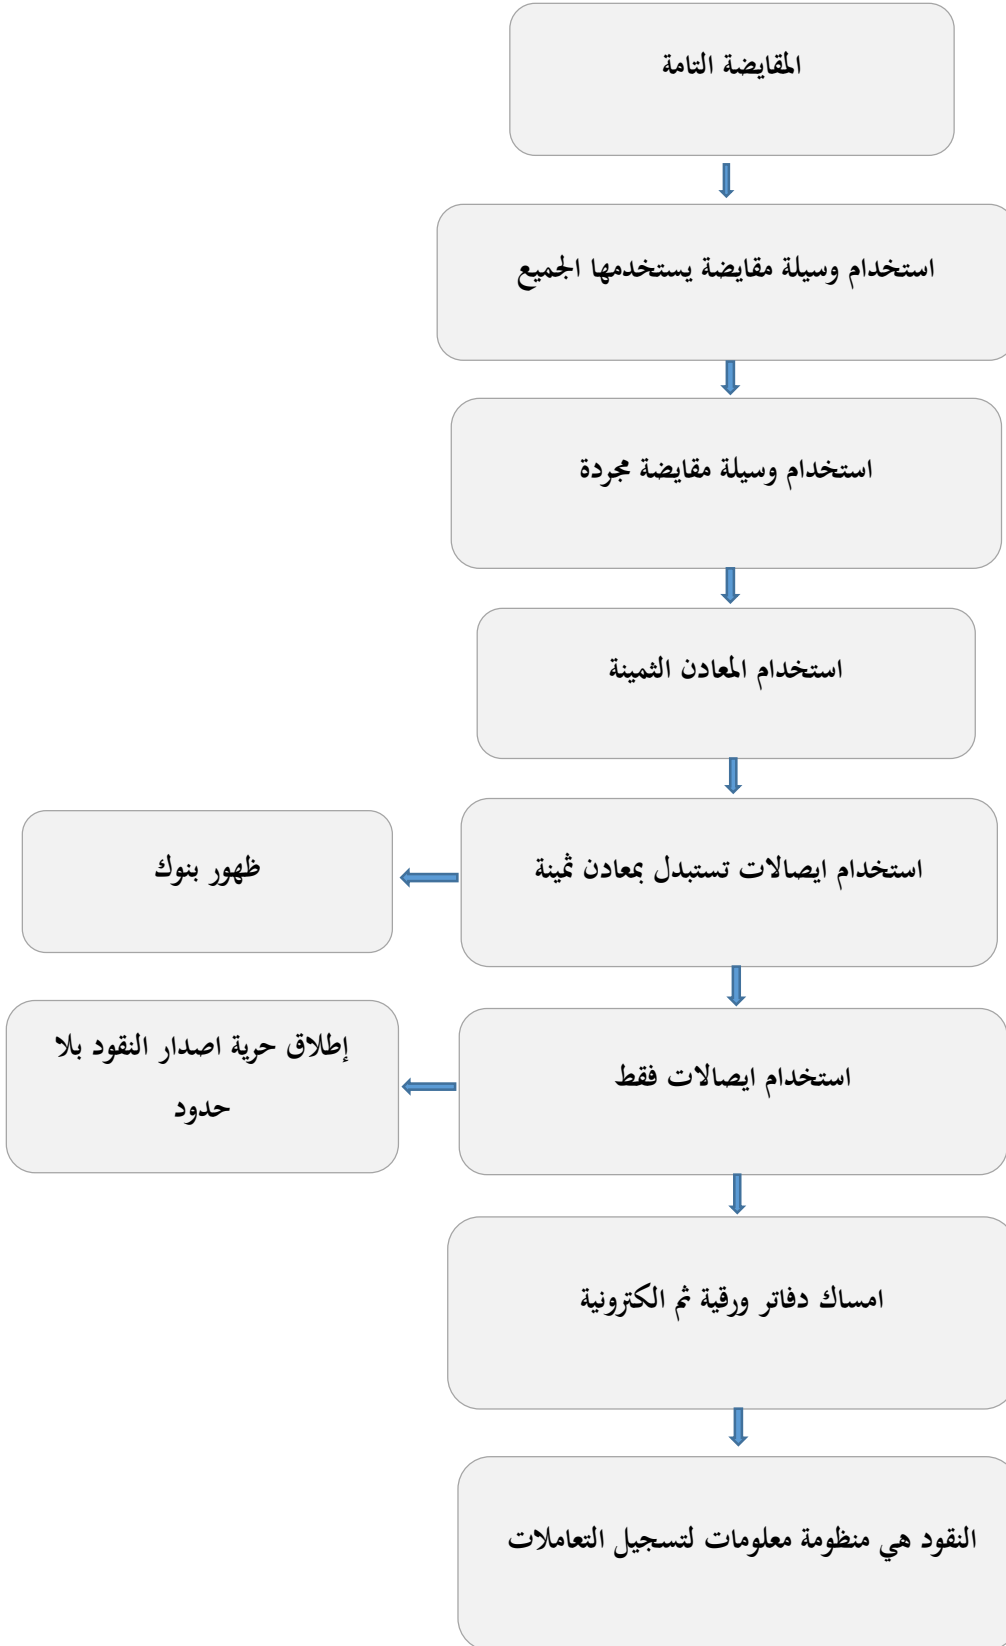 المقايضة التامة
استخدام وسيلة مقايضة يستخدمها الجميع
استخدام وسيلة مقايضة مجردة
استخدام المعادن الثمينة
استخدام ايصالات تستبدل بمعادن ثمينة
ظهور بنوك
استخدام ايصالات فقط
إطلاق حرية اصدار النقود بلا
حدود
امساك دفاتر ورقية ثم الكترونية
النقود هي منظومة معلومات لتسجيل التعاملات